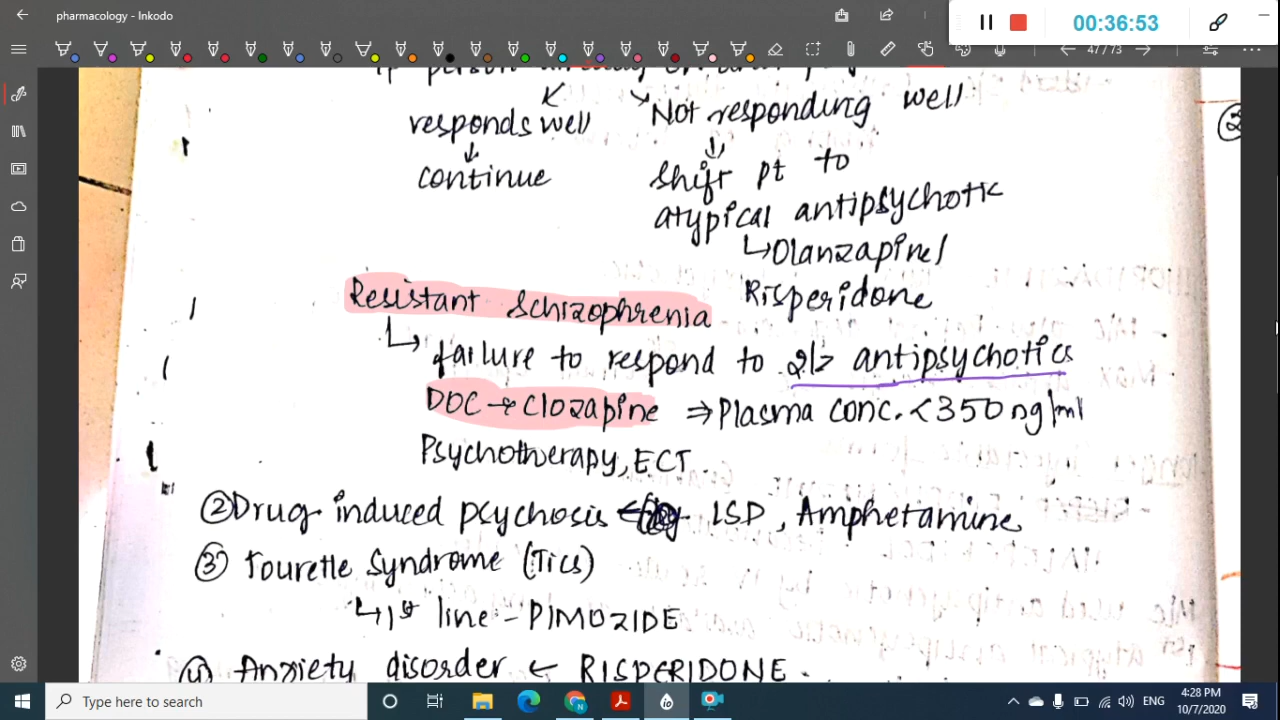 pharmacology - Inkodo
00:36:53
47 / 73
responds well
Not responding well
continue
Shift pt to
atypical antipsychotic
Olanzapine/
Risperidone
Resistant Schizophrenia
failure to respond to 2/> antipsychotics
DOC → Clozapine ⇒ Plasma conc. < 350 ng/ml
Psychotherapy, ECT.
② Drug induced psychosis ← LSD, Amphetamine
③ Tourette Syndrome (Tics)
1st line - PIMOZIDE
④ Anxiety disorder ← RISPERIDONE.
Type here to search
ENG
4:28 PM
10/7/2020